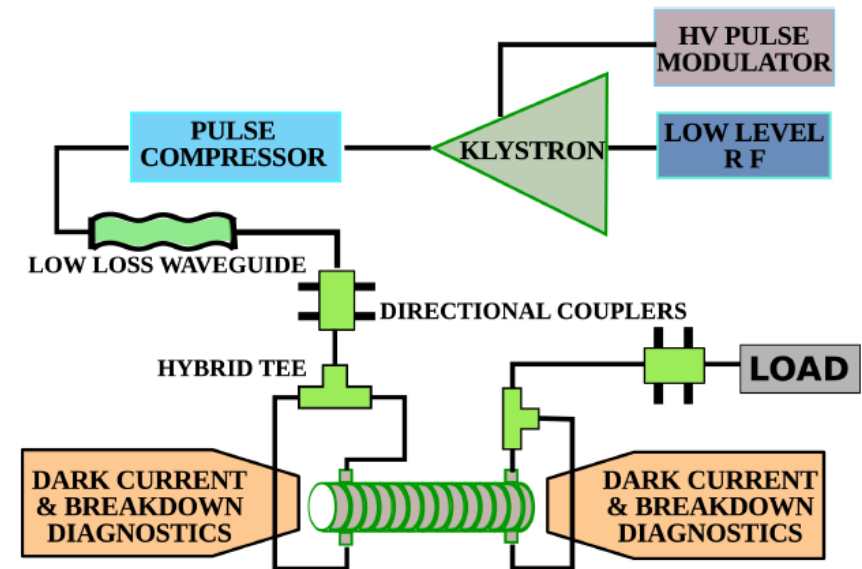 HV PULSE
MODULATOR
PULSE
COMPRESSOR
KLYSTRON
LOW LEVEL
R F
LOW LOSS WAVEGUIDE
DIRECTIONAL COUPLERS
HYBRID TEE
LOAD
DARK CURRENT
& BREAKDOWN
DIAGNOSTICS
DARK CURRENT
& BREAKDOWN
DIAGNOSTICS